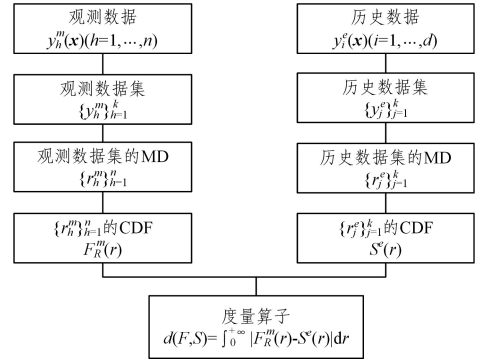 观测数据
y_h^m(x)(h=1,…,n)
历史数据
y_i^e(x)(i=1,…,d)
观测数据集
{y_h^m}_{h=1}^k
历史数据集
{y_j^e}_{j=1}^k
观测数据集的MD
{r_h^m}_{h=1}^n
历史数据集的MD
{r_j^e}_{j=1}^k
{r_h^m}_{h=1}^n的CDF
F_R^m(r)
{r_j^e}_{j=1}^k的CDF
S^e(r)
度量算子
d(F,S)=∫_0^{+∞}|F_R^m(r)-S^e(r)|dr